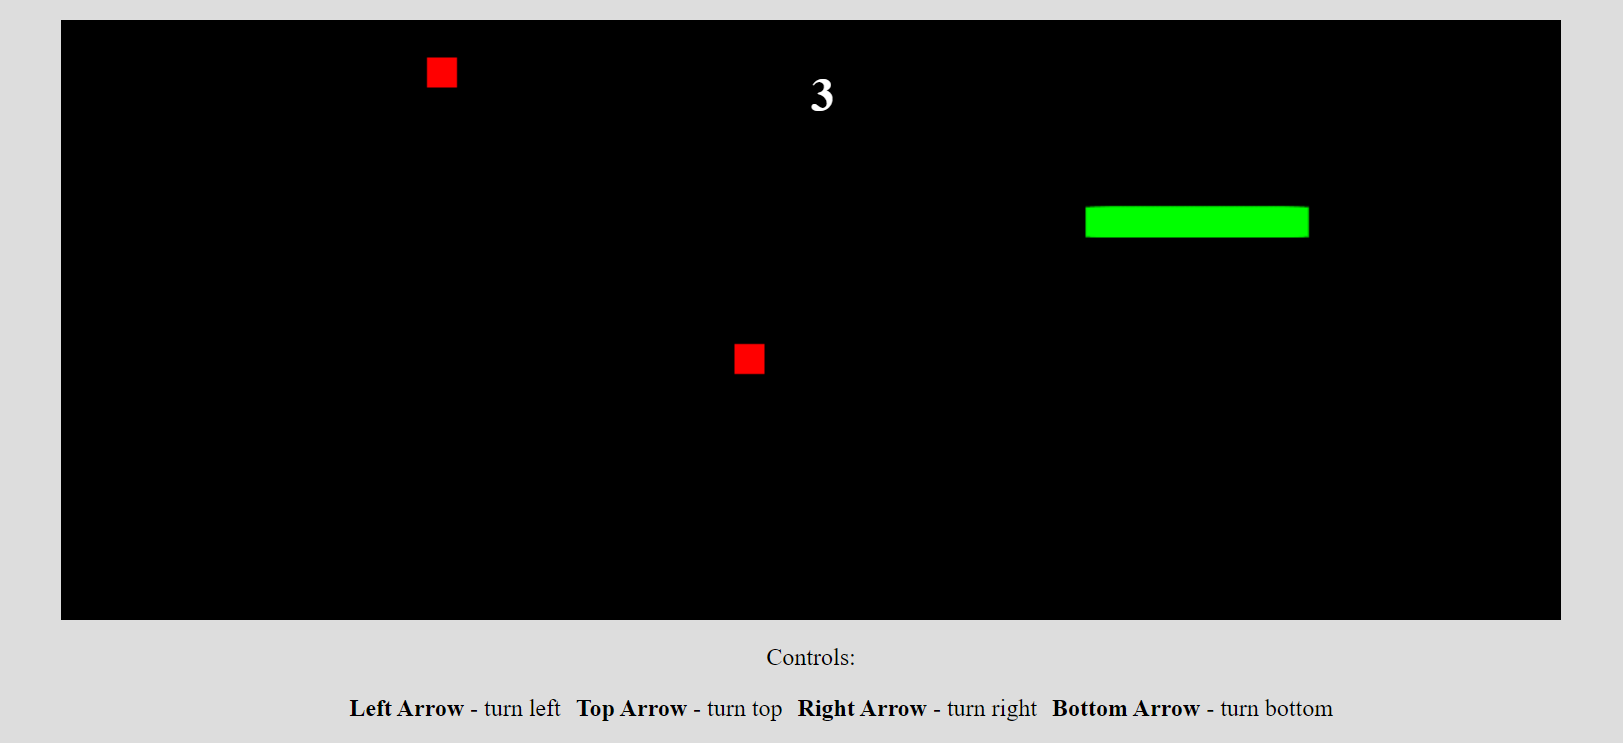 3
Controls:
Left Arrow - turn left Top Arrow - turn top Right Arrow - turn right Bottom Arrow - turn bottom